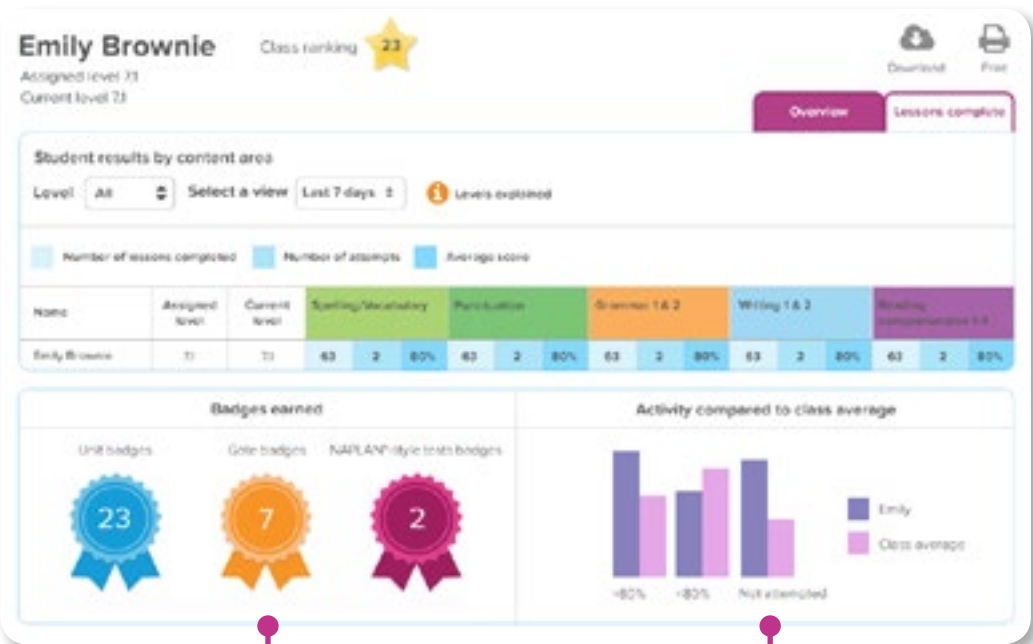 Emily Brownie
Class ranking 23
Assigned level 7.1
Current level 7.1
Download
Print
Overview
Lessons complete
Student results by content area
Level All Select a view Last 7 days Levels explained
Number of lessons completed Number of attempts Average score
Name Assigned level Current level Spelling/Vocabulary Punctuation Grammar 1 & 2 Writing 1 & 2 Reading comprehension
Emily Brownie 7.1 7.1 63 2 80% 63 2 80% 63 2 80% 63 2 80% 63 2 80%
Badges earned
Unit badges Gate badges NAPLAN*-style tests badges
23 7 2
Activity compared to class average
Emily
Class average
80% <80% Not attempted